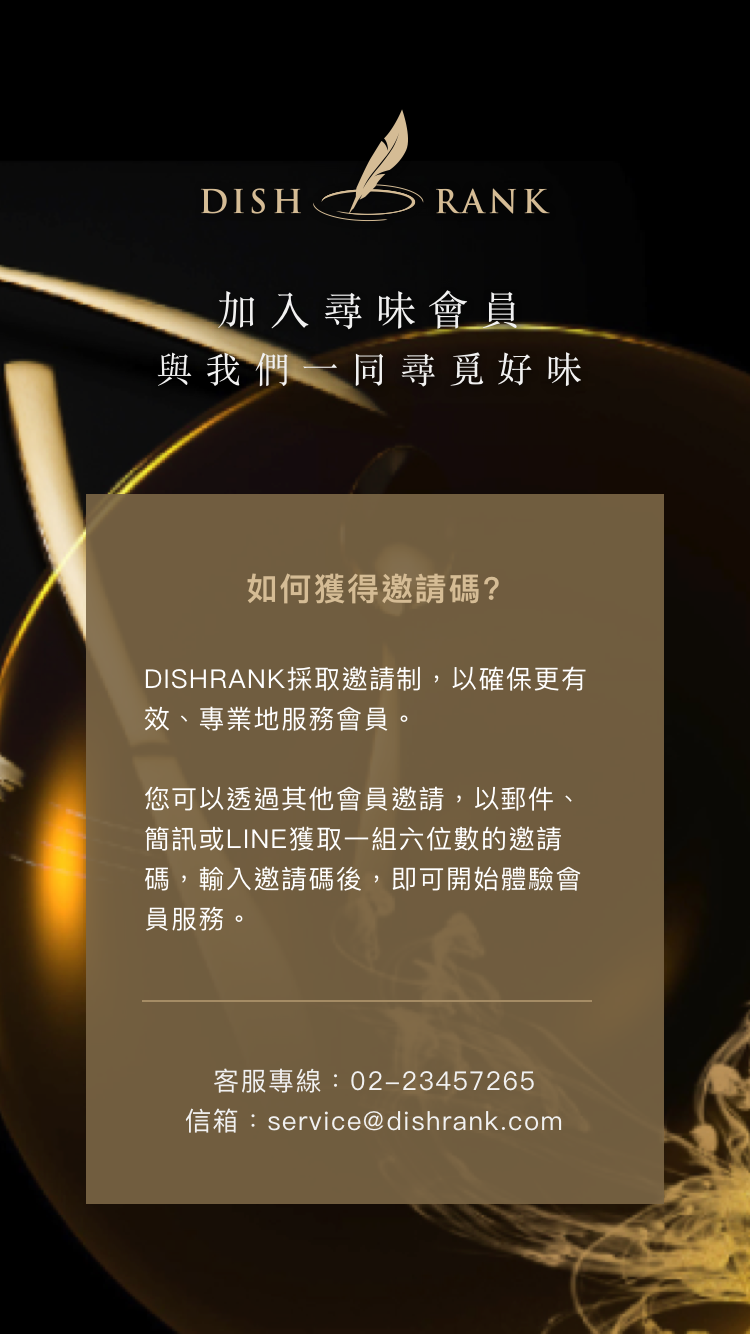 DISH RANK
加入尋味會員
與我們一同尋覓好味
如何獲得邀請碼?
DISHRANK採取邀請制，以確保更有
效、專業地服務會員。
您可以透過其他會員邀請，以郵件、
簡訊或LINE獲取一組六位數的邀請
碼，輸入邀請碼後，即可開始體驗會
員服務。
客服專線：02-23457265
信箱：service@dishrank.com